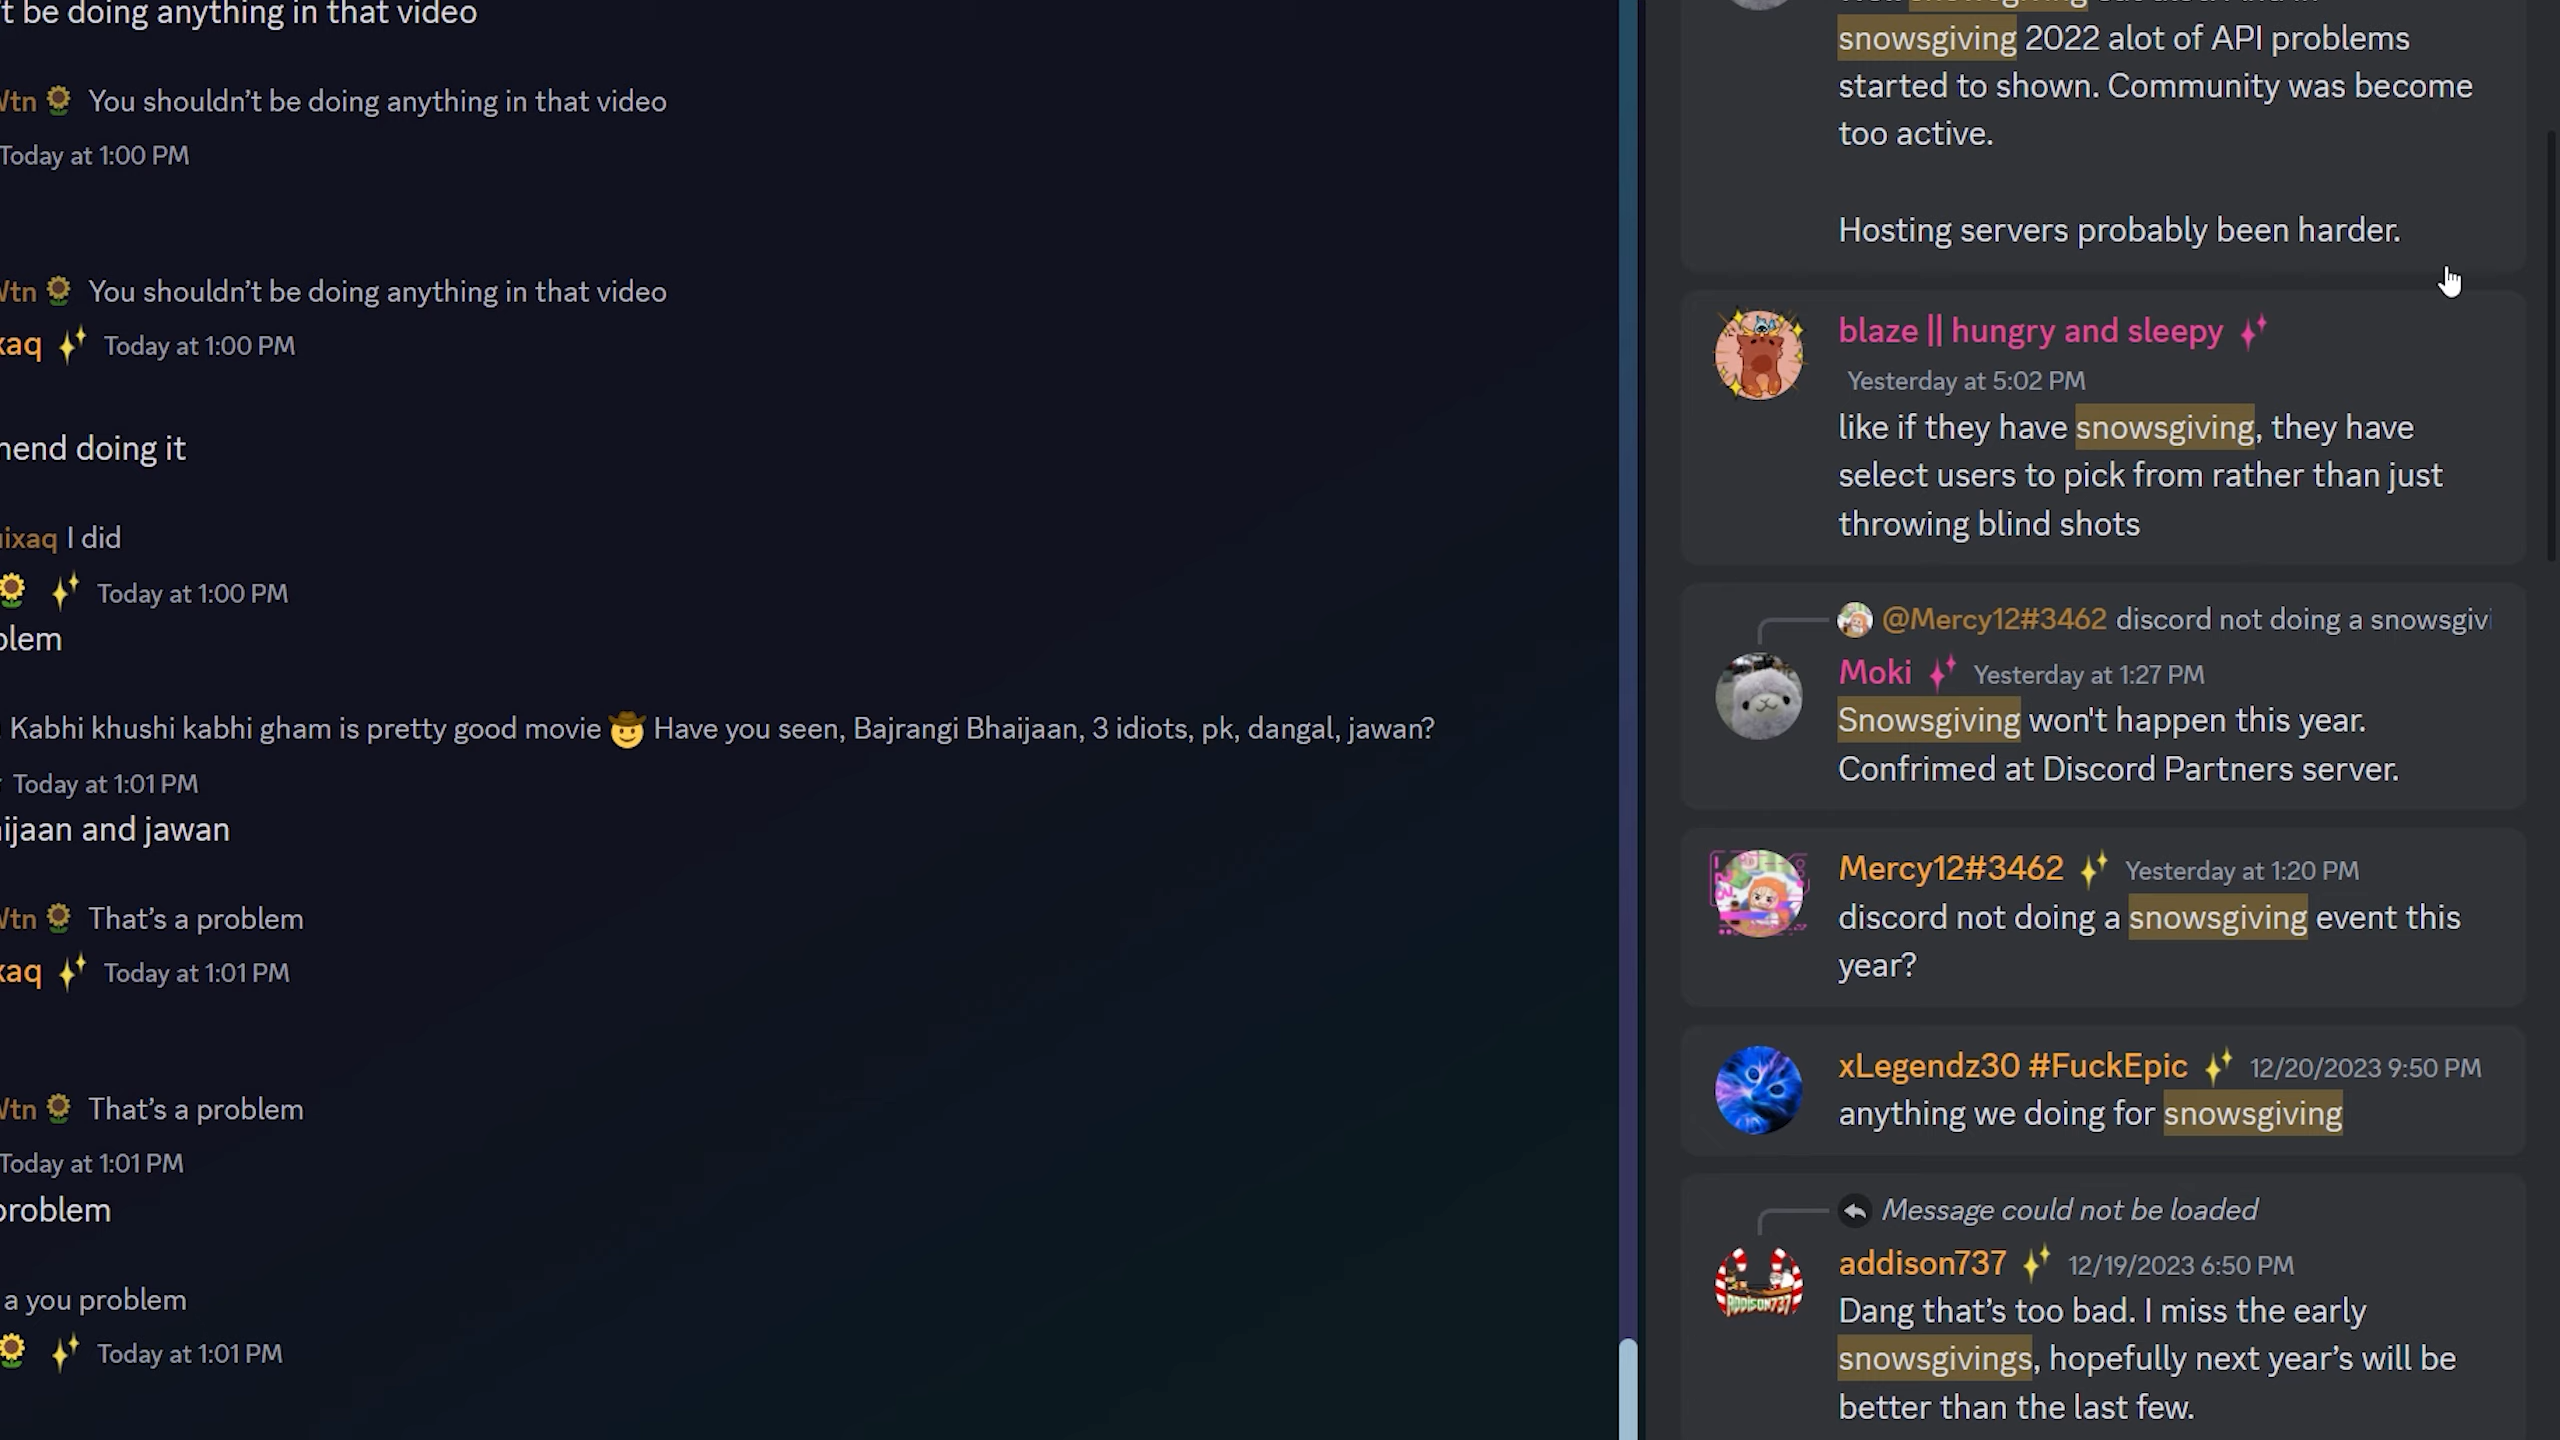 't be doing anything in that video
You shouldn't be doing anything in that video
Today at 1:00 PM
You shouldn't be doing anything in that video
xaq Today at 1:00 PM
mend doing it
ixaq I did
Today at 1:00 PM
blem
Kabhi khushi kabhi gham is pretty good movie 🤠 Have you seen, Bajrangi Bhaijaan, 3 idiots, pk, dangal, jawan?
Today at 1:01 PM
ijaan and jawan
That's a problem
xaq Today at 1:01 PM
That's a problem
Today at 1:01 PM
problem
a you problem
Today at 1:01 PM
snowsgiving 2022 alot of API problems
started to shown. Community was become
too active.
Hosting servers probably been harder.
blaze || hungry and sleepy
Yesterday at 5:02 PM
like if they have snowsgiving, they have
select users to pick from rather than just
throwing blind shots
@Mercy12#3462 discord not doing a snowsgivi
Moki Yesterday at 1:27 PM
Snowsgiving won't happen this year.
Confrimed at Discord Partners server.
Mercy12#3462 Yesterday at 1:20 PM
discord not doing a snowsgiving event this
year?
xLegendz30 #FuckEpic 12/20/2023 9:50 PM
anything we doing for snowsgiving
Message could not be loaded
addison737 12/19/2023 6:50 PM
ADDISON737
Dang that's too bad. I miss the early
snowsgivings, hopefully next year's will be
better than the last few.